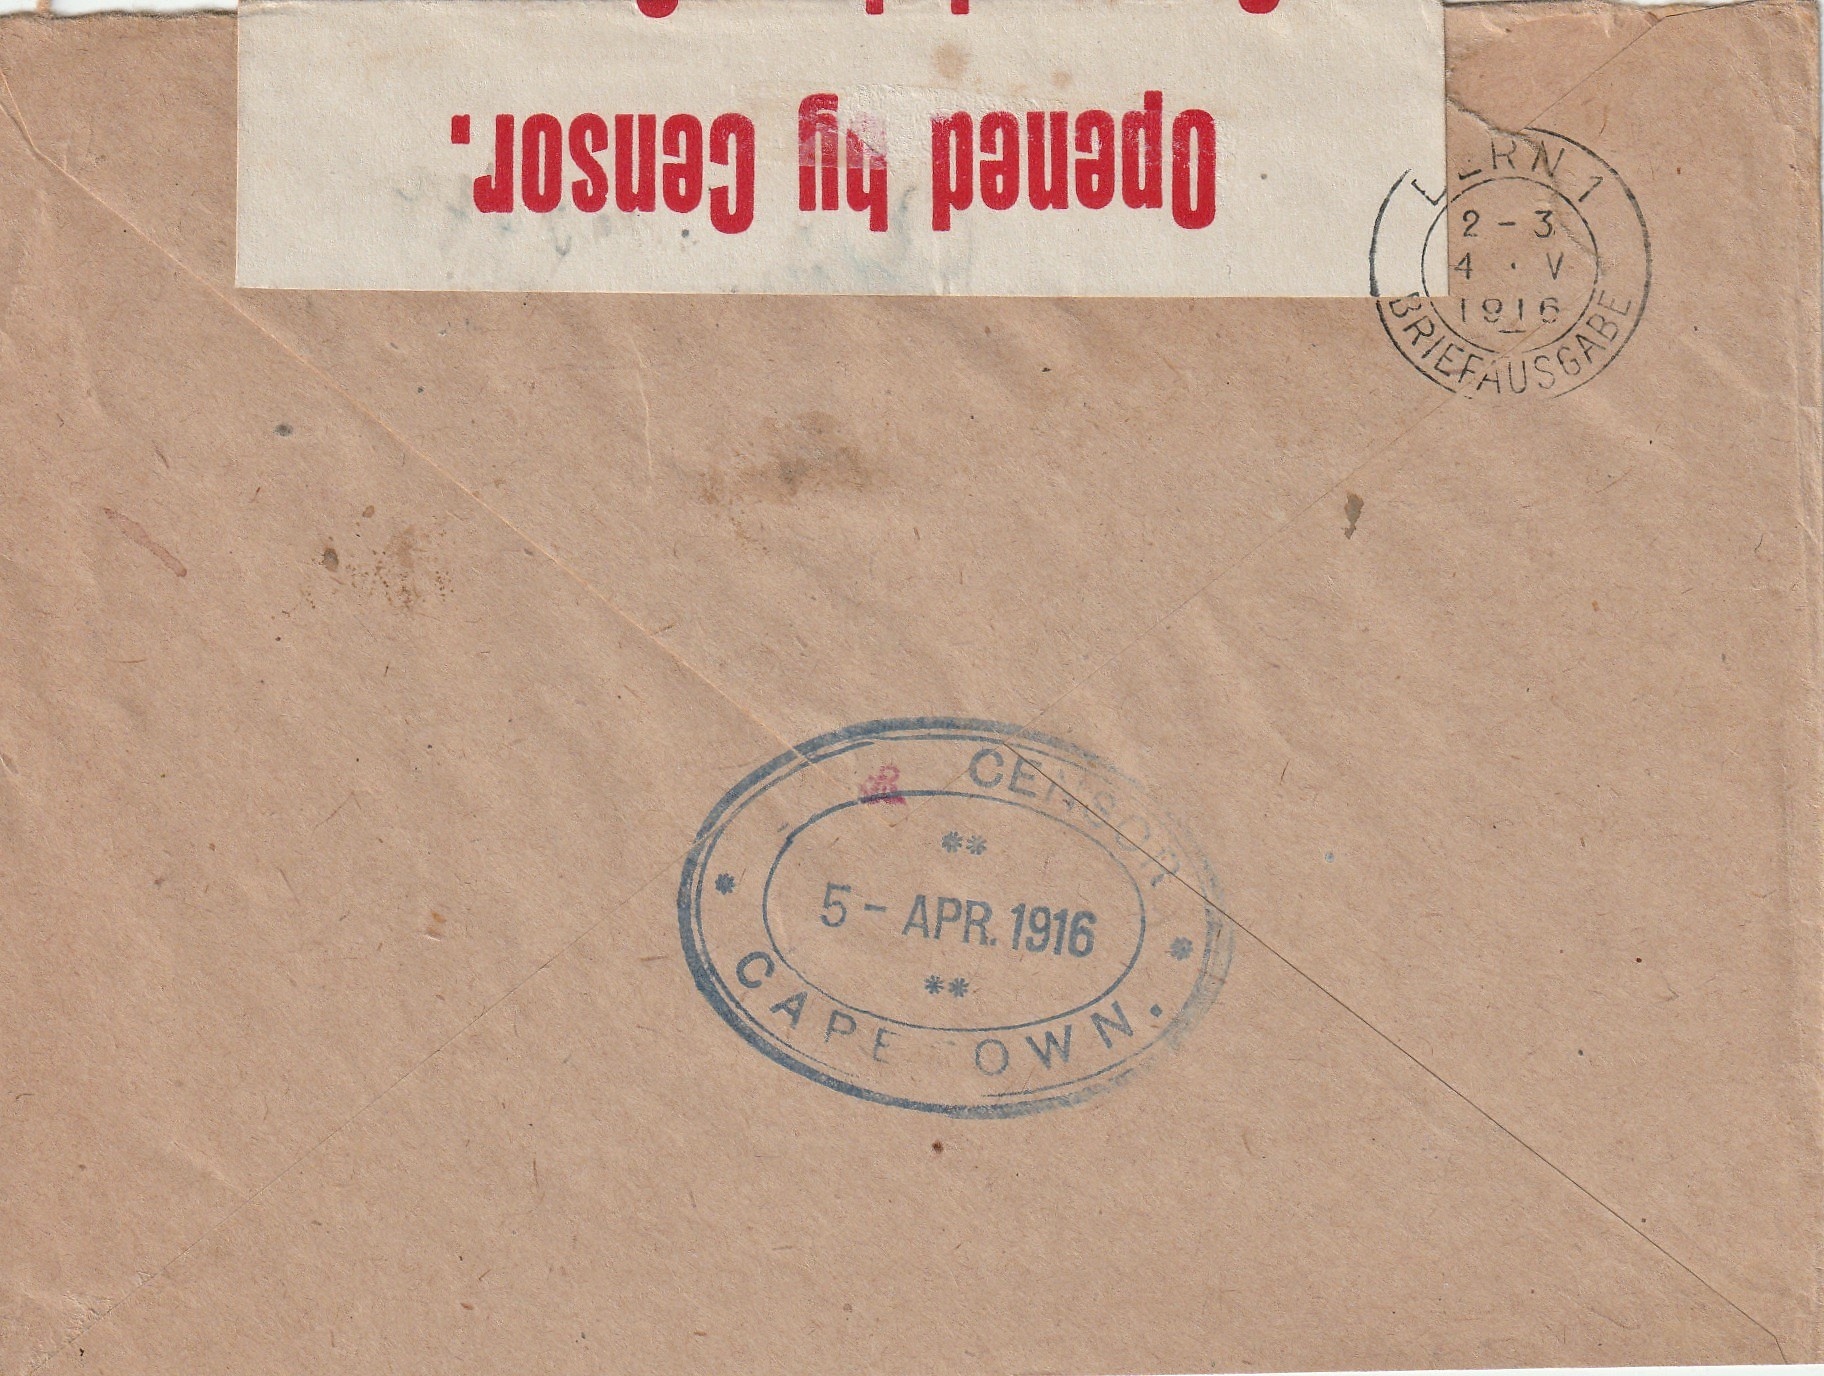 Opened by Censor.
BERN 1
2 – 3
4 . V
1916
BRIEFAUSGABE
CENSOR
**
* 5 – APR. 1916 *
**
CAPE TOWN.